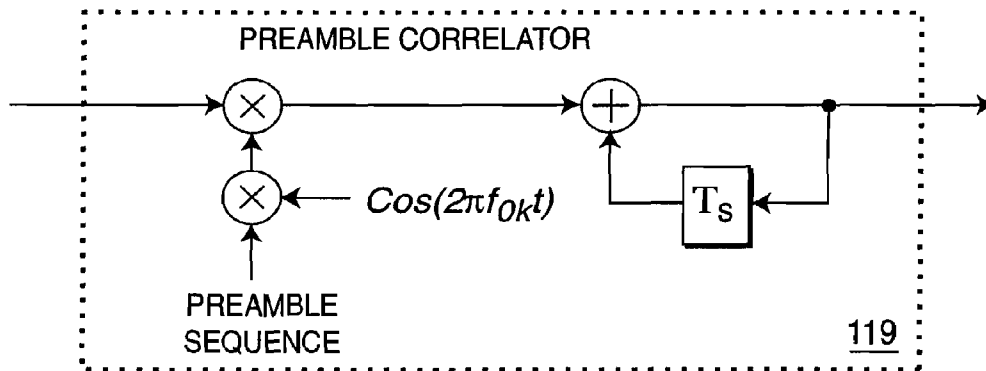 PREAMBLE CORRELATOR
×
+
×
Cos(2πf₀ₖt)
Tₛ
PREAMBLE
SEQUENCE
119